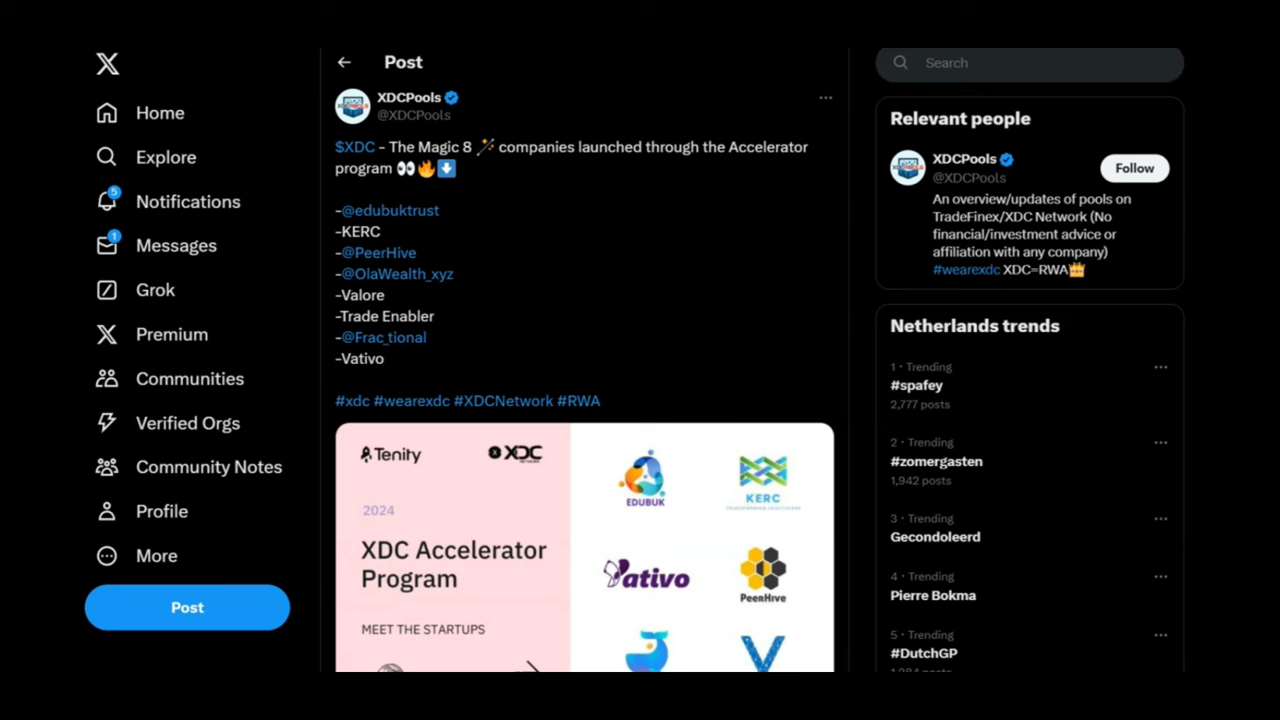 Home
Explore
5
Notifications
1
Messages
Grok
Premium
Communities
Verified Orgs
Community Notes
Profile
More
Post
Post
XDCPools
@XDCPools
$XDC - The Magic 8 🪄 companies launched through the Accelerator
program 👀🔥⬇️
-@edubuktrust
-KERC
-@PeerHive
-@OlaWealth_xyz
-Valore
-Trade Enabler
-@Frac_tional
-Vativo
#xdc #wearexdc #XDCNetwork #RWA
Tenity
XDC
2024
XDC Accelerator
Program
MEET THE STARTUPS
EDUBUK
KERC
vativo
PEERHIVE
Search
Relevant people
XDCPools
@XDCPools
Follow
An overview/updates of pools on
TradeFinex/XDC Network (No
financial/investment advice or
affiliation with any company)
#wearexdc XDC=RWA👑
Netherlands trends
1 · Trending
#spafey
2,777 posts
2 · Trending
#zomergasten
1,942 posts
3 · Trending
Gecondoleerd
4 · Trending
Pierre Bokma
5 · Trending
#DutchGP